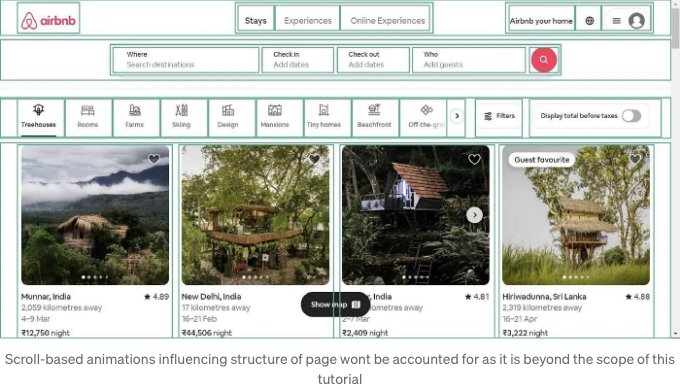 airbnb
Stays
Experiences
Online Experiences
Airbnb your home
Where
Search destinations
Check in
Add dates
Check out
Add dates
Who
Add guests
Treehouses
Rooms
Farms
Skiing
Design
Mansions
Tiny homes
Beachfront
Off-the-grid
Filters
Display total before taxes
Guest favourite
Munnar, India
4.89
2,059 kilometres away
4–9 Mar
₹12,750 night
New Delhi, India
17 kilometres away
16–21 Feb
₹44,506 night
Show map
India
4.81
kilometres away
2–7 Mar
₹2,409 night
Hiriwadunna, Sri Lanka
4.88
2,319 kilometres away
16–21 Apr
₹3,222 night
Scroll-based animations influencing structure of page wont be accounted for as it is beyond the scope of this
tutorial